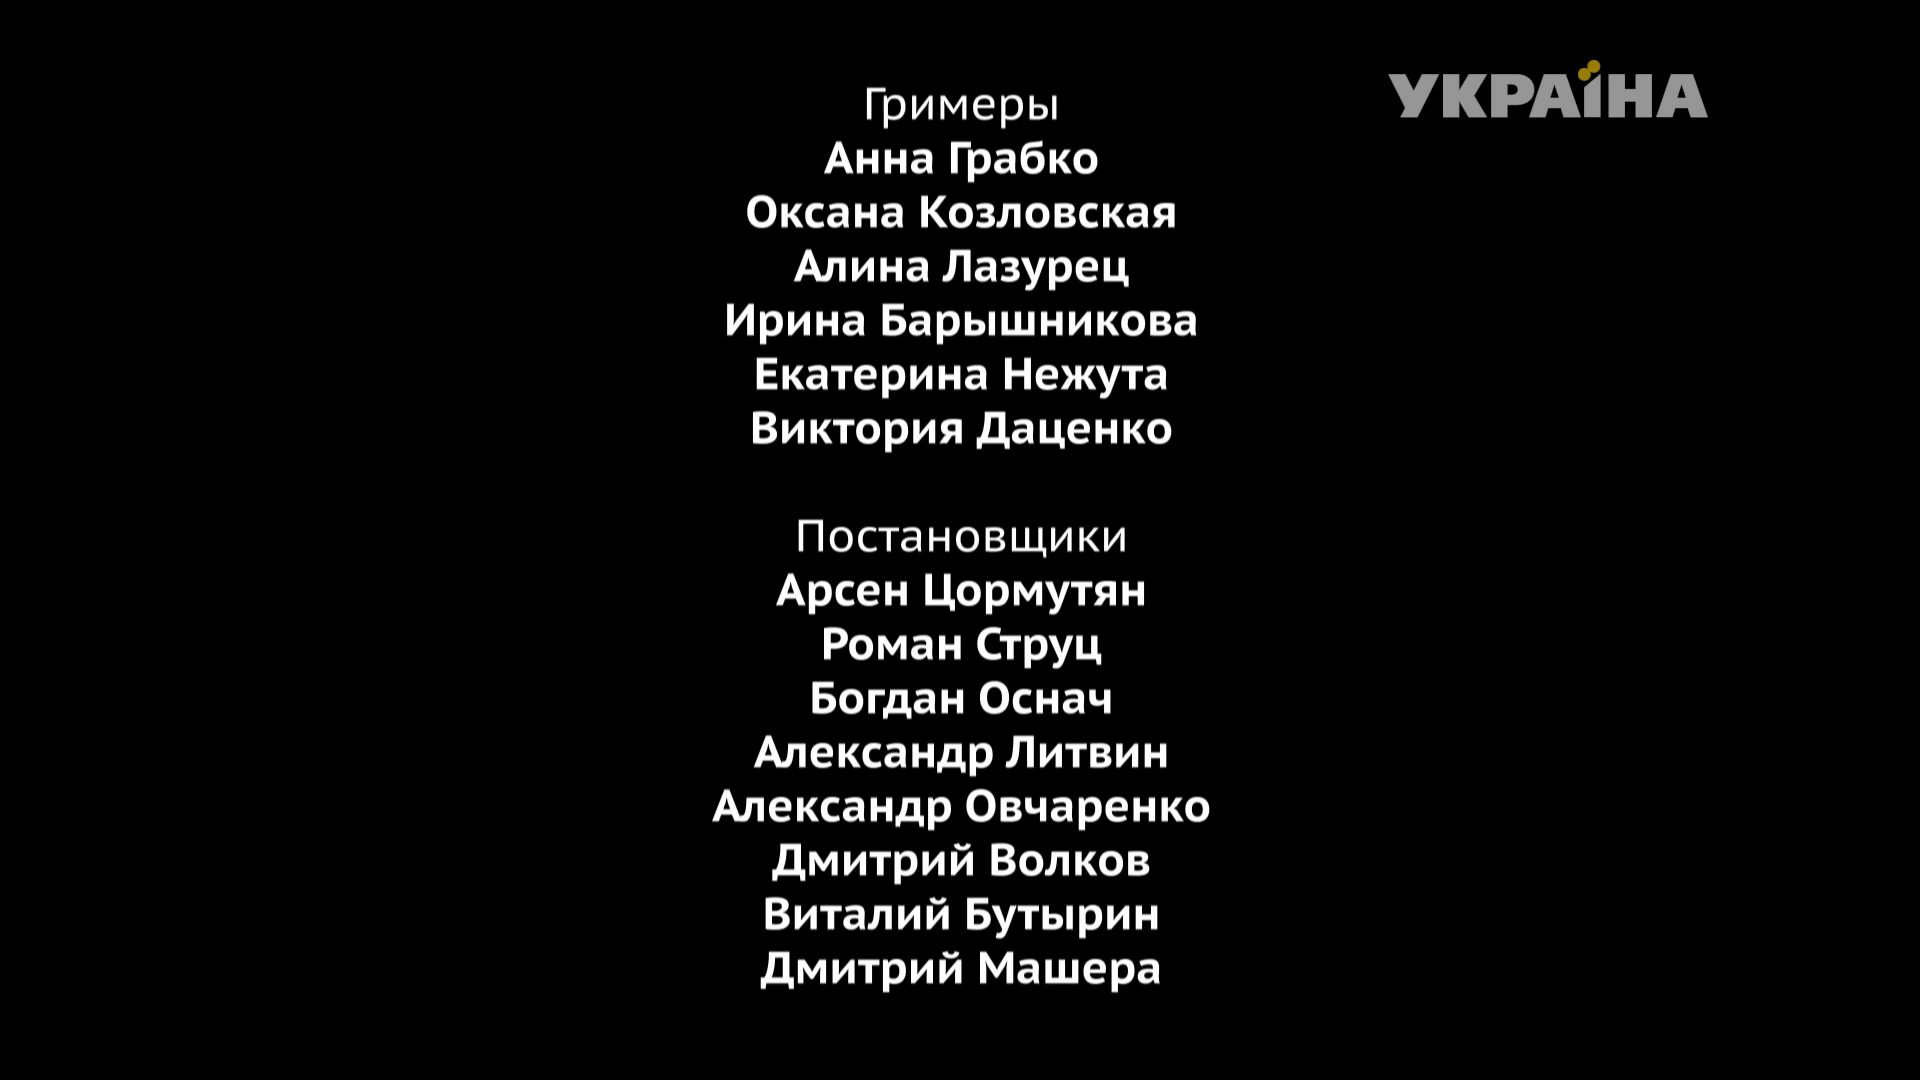 УКРАЇНА
Гримеры
Анна Грабко
Оксана Козловская
Алина Лазурец
Ирина Барышникова
Екатерина Нежута
Виктория Даценко
Постановщики
Арсен Цормутян
Роман Струц
Богдан Оснач
Александр Литвин
Александр Овчаренко
Дмитрий Волков
Виталий Бутырин
Дмитрий Машера